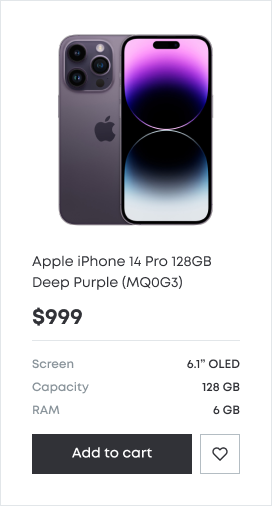 Apple iPhone 14 Pro 128GB
Deep Purple (MQ0G3)
$999
Screen 6.1” OLED
Capacity 128 GB
RAM 6 GB
Add to cart